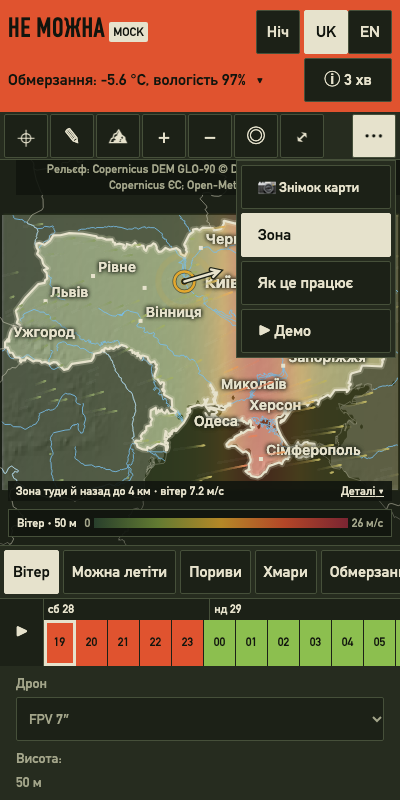 НЕ МОЖНА МОСК
Ніч UK EN
Обмерзання: -5.6 °C, вологість 97% ▾
ⓘ 3 хв
+ − ...
Рельєф: Copernicus DEM GLO-90 © D
Copernicus ЄС; Open-Met
Знімок карти
Зона
Як це працює
▶ Демо
Черн
Рівне
Київ
Львів
Вінниця
Ужгород
Запоріжжя
Миколаїв
Херсон
Одеса
Сімферополь
Зона туди й назад до 4 км · вітер 7.2 м/с Деталі ▾
Вітер · 50 м 0 26 м/с
Вітер Можна летіти Пориви Хмари Обмерзан
сб 28 нд 29
▶ 19 20 21 22 23 00 01 02 03 04 05
Дрон
FPV 7″
Висота:
50 м